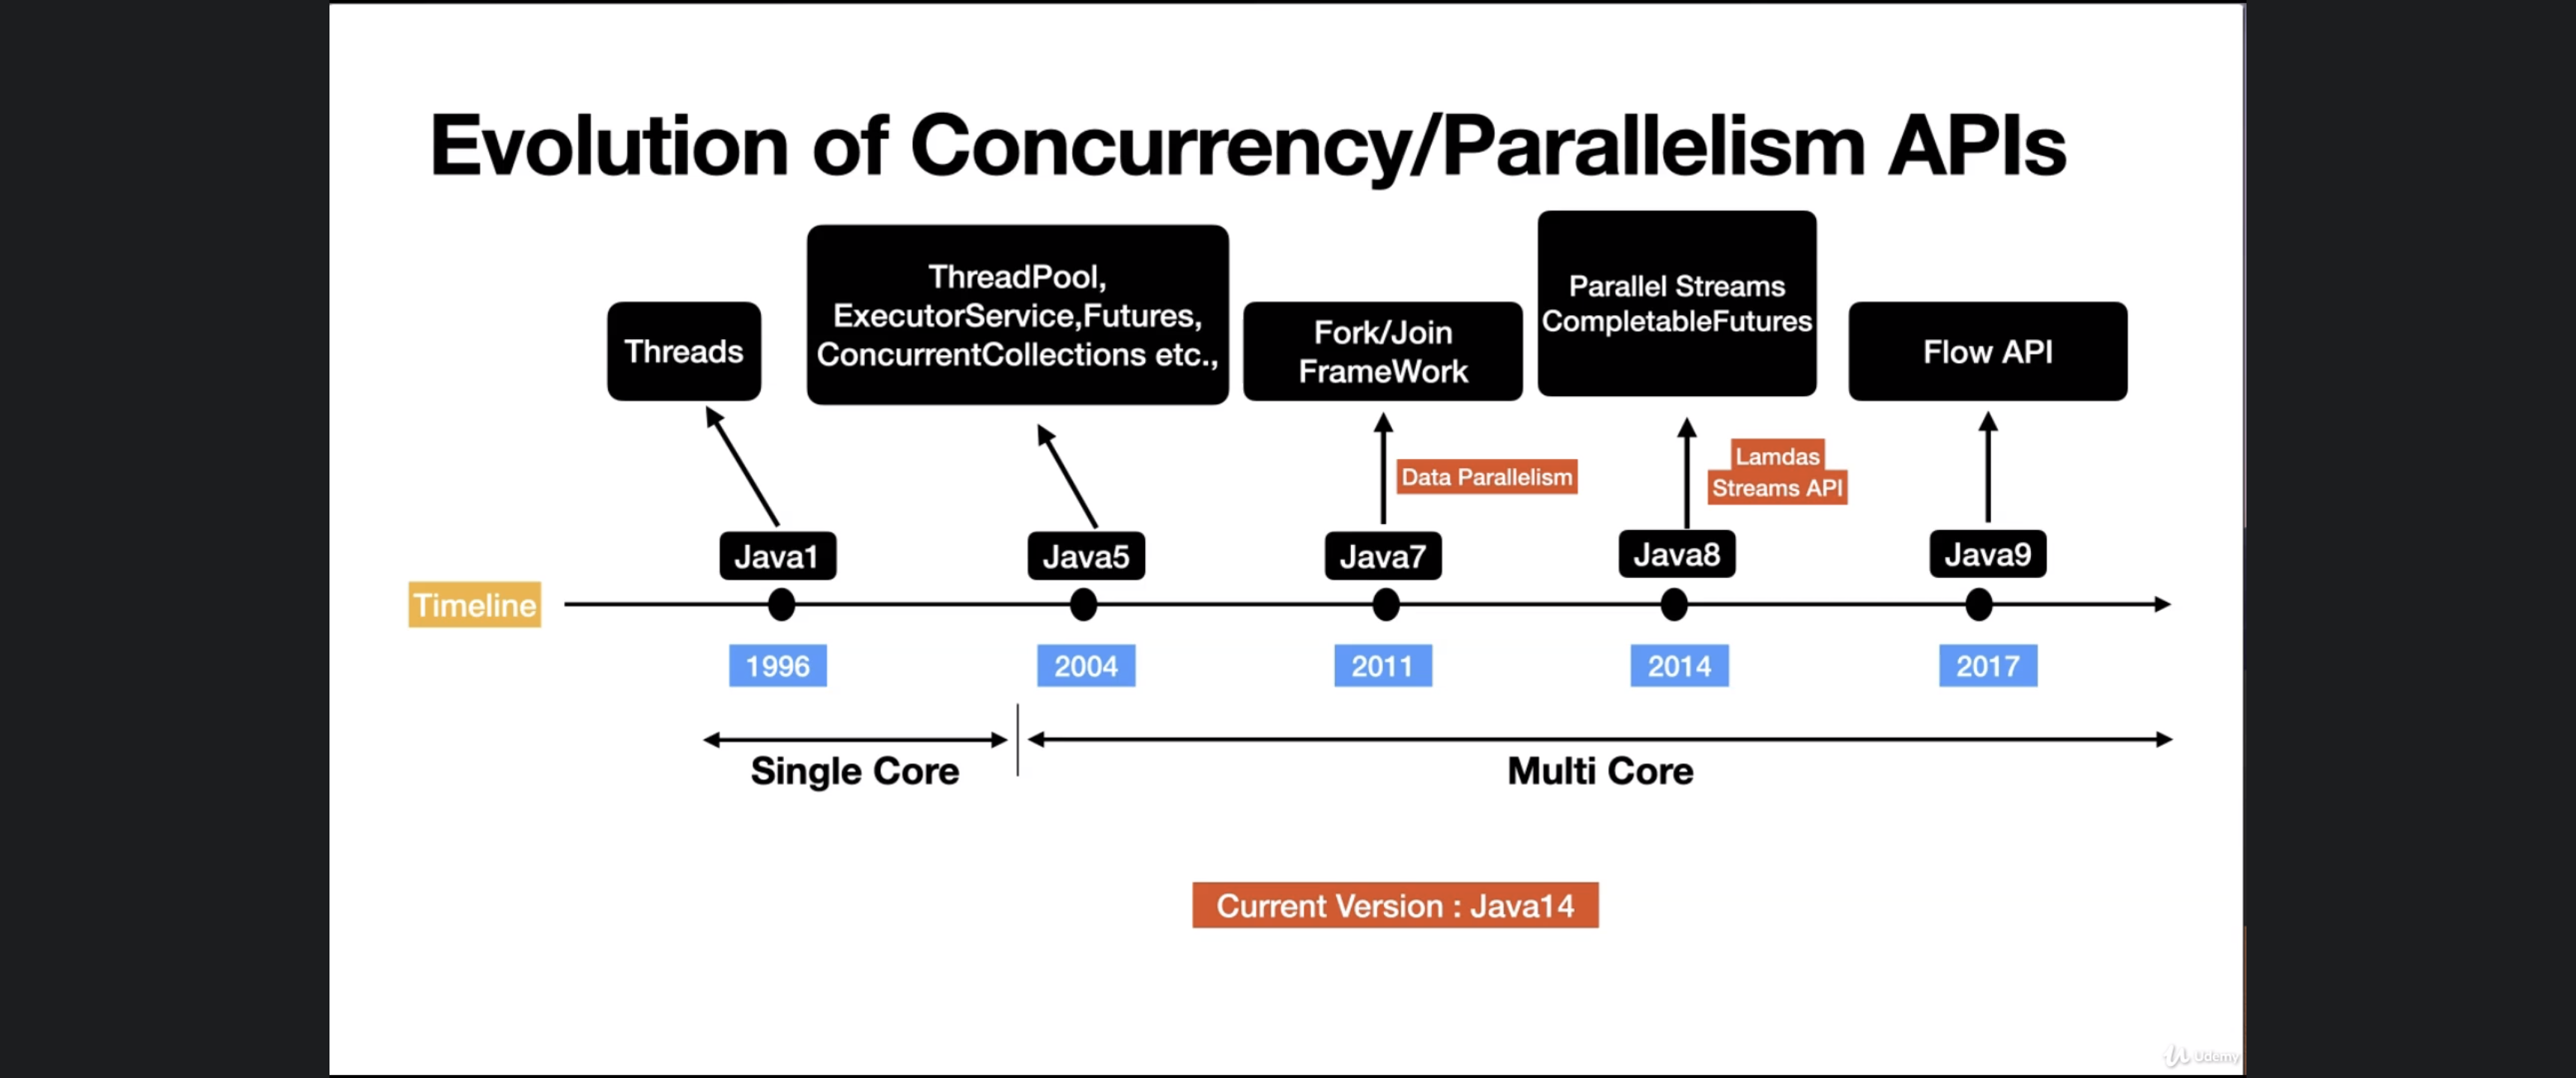 Evolution of Concurrency/Parallelism APIs
Threads
ThreadPool,
ExecutorService,Futures,
ConcurrentCollections etc.,
Fork/Join
FrameWork
Parallel Streams
CompletableFutures
Flow API
Data Parallelism
Lamdas
Streams API
Java1
Java5
Java7
Java8
Java9
Timeline
1996
2004
2011
2014
2017
Single Core
Multi Core
Current Version : Java14
Udemy